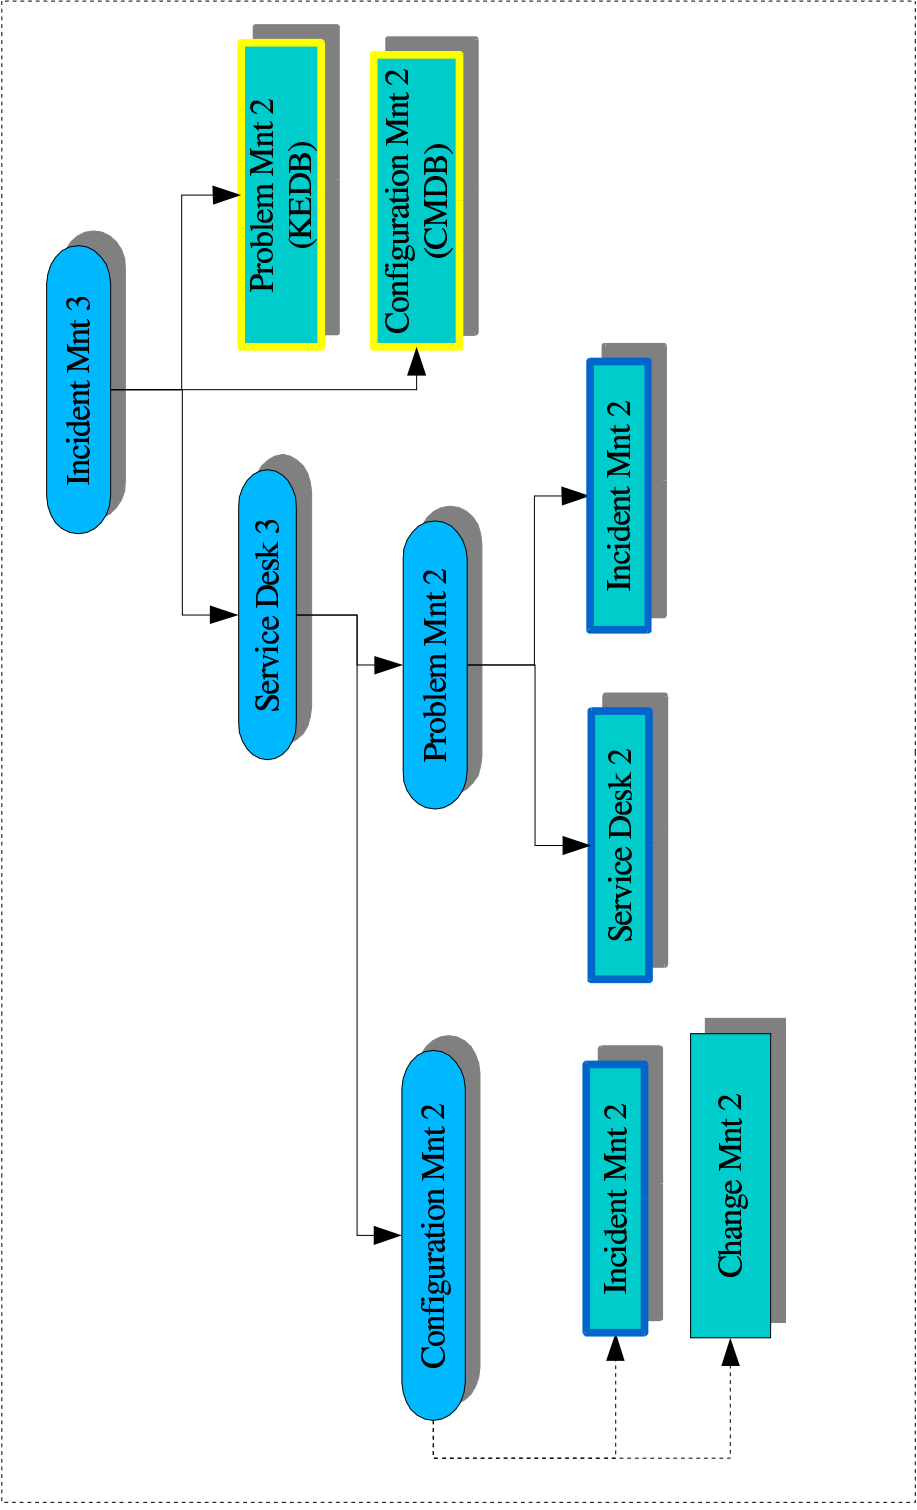 Incident Mnt 3
Service Desk 3
Problem Mnt 2
(KEDB)
Configuration Mnt 2
(CMDB)
Configuration Mnt 2
Problem Mnt 2
Incident Mnt 2
Service Desk 2
Incident Mnt 2
Change Mnt 2